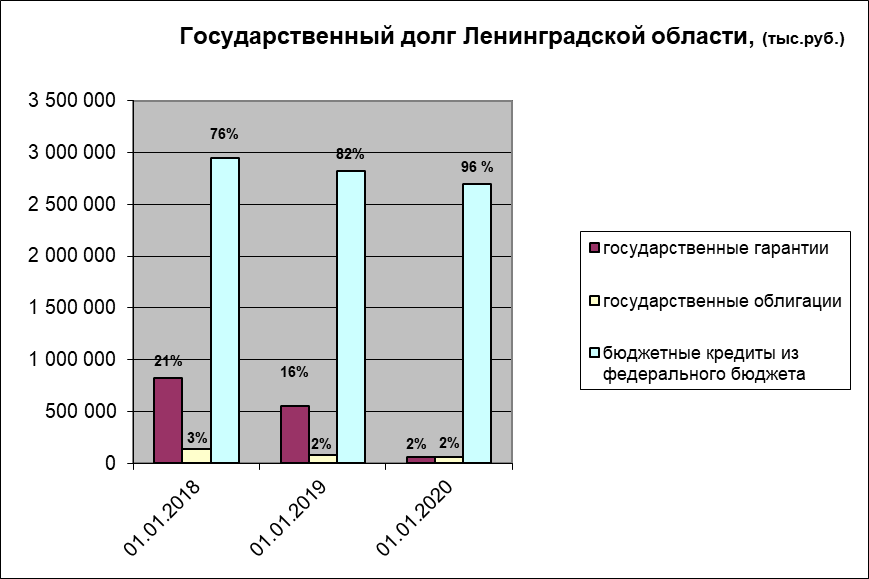 Государственный долг Ленинградской области, (тыс.руб.)
3 500 000
3 000 000
2 500 000
2 000 000
1 500 000
1 000 000
500 000
0
76%
82%
96 %
21%
16%
3%
2%
2%
2%
01.01.2018
01.01.2019
01.01.2020
государственные гарантии
государственные облигации
бюджетные кредиты из
федерального бюджета